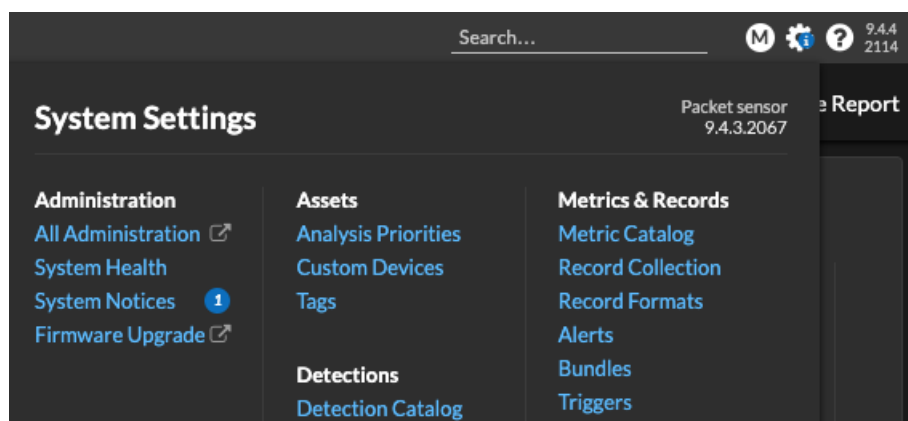 Search...
M
?
9.4.4
2114
System Settings
Packet sensor
9.4.3.2067
e Report
Administration
All Administration
System Health
System Notices 1
Firmware Upgrade
Assets
Analysis Priorities
Custom Devices
Tags
Detections
Detection Catalog
Metrics & Records
Metric Catalog
Record Collection
Record Formats
Alerts
Bundles
Triggers